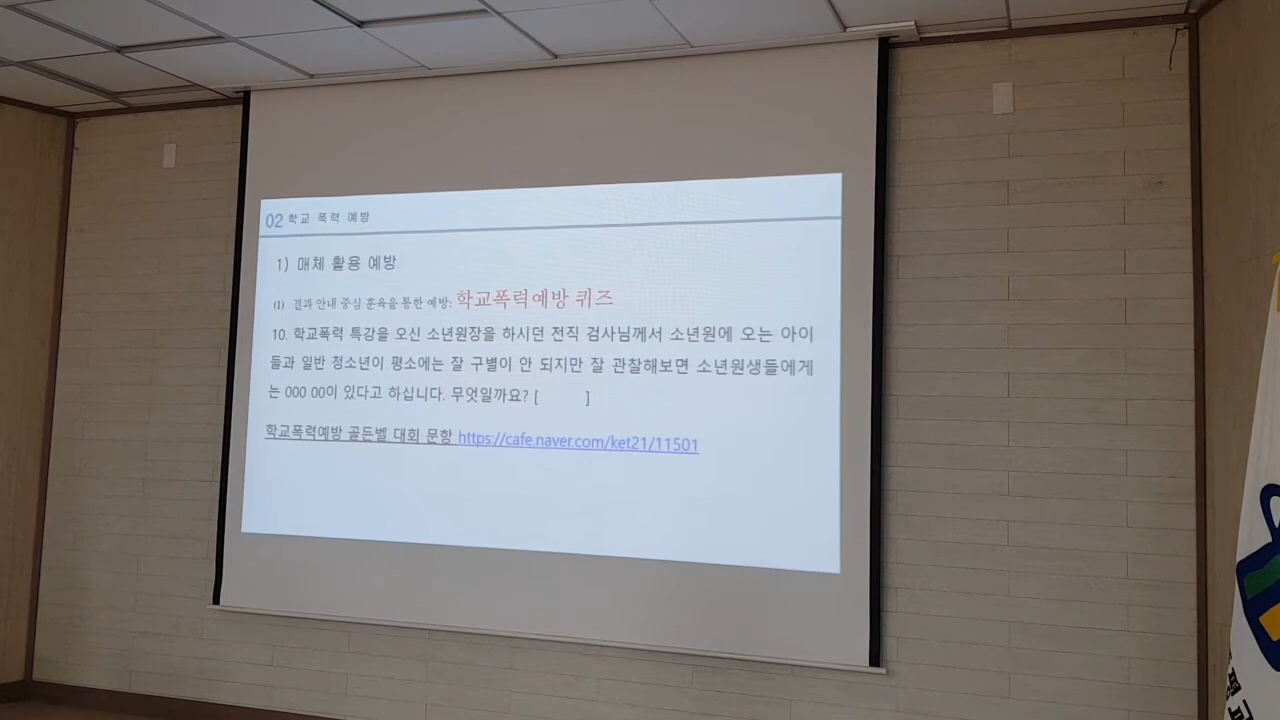 02 학교 폭력 예방
1) 매체 활용 예방
(1) 결과 안내 중심 훈육을 통한 예방: 학교폭력예방 퀴즈
10. 학교폭력 특강을 오신 소년원장을 하시던 전직 검사님께서 소년원에 오는 아이
들과 일반 청소년이 평소에는 잘 구별이 안 되지만 잘 관찰해보면 소년원생들에게
는 000 00이 있다고 하십니다. 무엇일까요? [ ]
학교폭력예방 골든벨 대회 문항 https://cafe.naver.com/ket21/11501